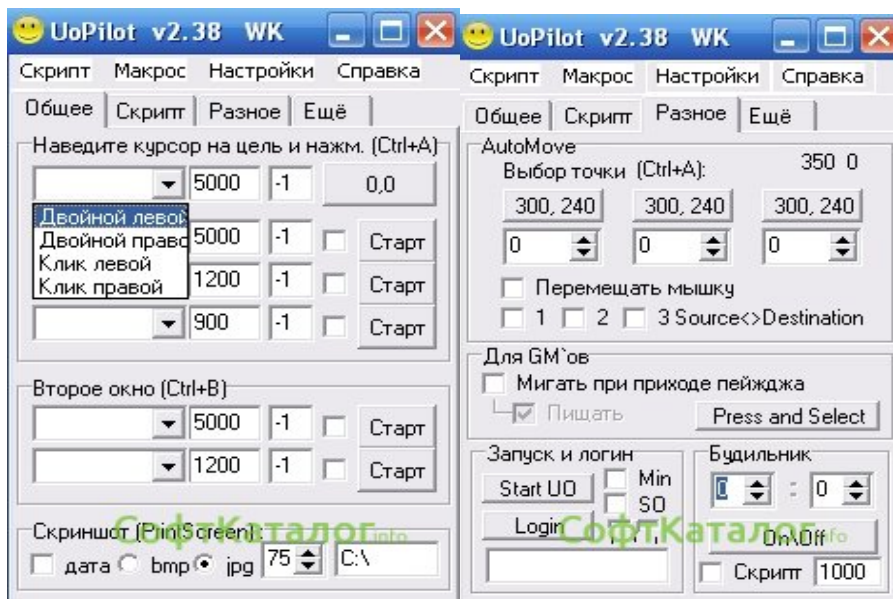 UoPilot v2.38 WK
Скрипт Макрос Настройки Справка
Общее Скрипт Разное Ещё
Наведите курсор на цель и нажм. (Ctrl+A)
5000 -1 0,0
Двойной левой
Двойной право
Клик левой
Клик правой
5000 -1 Старт
1200 -1 Старт
900 -1 Старт
Второе окно (Ctrl+B)
5000 -1 Старт
1200 -1 Старт
Скриншот (PrintScreen):
дата bmp jpg 75 C:\
СофтКаталог.info
UoPilot v2.38 WK
Скрипт Макрос Настройки Справка
Общее Скрипт Разное Ещё
AutoMove
Выбор точки (Ctrl+A): 350 0
300, 240 300, 240 300, 240
0 0 0
Перемещать мышку
1 2 3 Source<>Destination
Для GM`ов
Мигать при приходе пейжджа
Пищать Press and Select
Запуск и логин
Start UO Min
SO
Login
Будильник
0 : 0
On\Off
Скрипт 1000
СофтКаталог.info